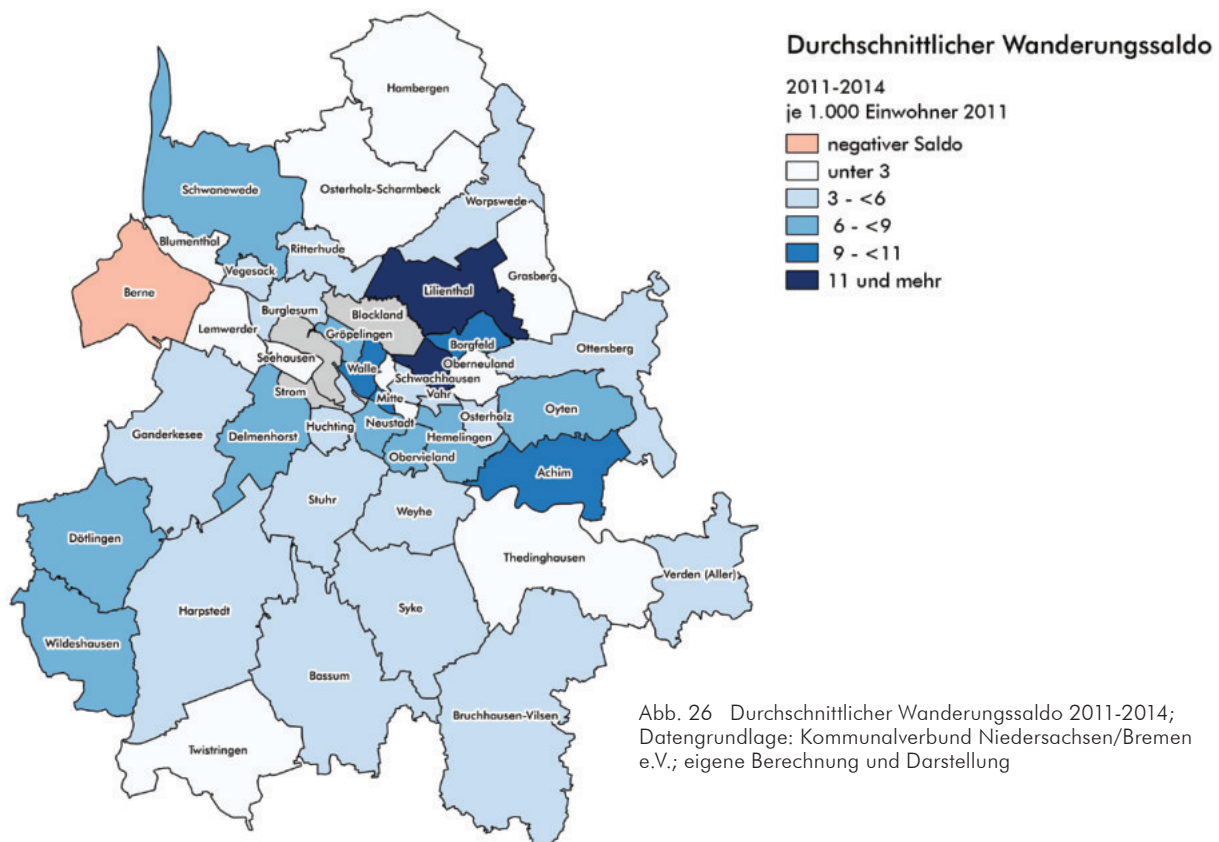 Durchschnittlicher Wanderungssaldo
2011-2014
je 1.000 Einwohner 2011
negativer Saldo
unter 3
3 - <6
6 - <9
9 - <11
11 und mehr
Hambergen
Schwanewede
Osterholz-Scharmbeck
Worpswede
Blumenthal
Ritterhude
Vegesack
Grasberg
Berne
Lilienthal
Burglesum
Blockland
Lemwerder
Gröpelingen
Borgfeld
Ottersberg
Seehausen
Oberneuland
Walle
Schwachhausen
Strom
Vahr
Mitte
Oyten
Osterholz
Ganderkesee
Delmenhorst
Huchting
Neustadt
Hemelingen
Obervieland
Achim
Stuhr
Weyhe
Dötlingen
Thedinghausen
Verden (Aller)
Harpstedt
Syke
Wildeshausen
Bassum
Bruchhausen-Vilsen
Twistringen
Abb. 26 Durchschnittlicher Wanderungssaldo 2011-2014;
Datengrundlage: Kommunalverbund Niedersachsen/Bremen
e.V.; eigene Berechnung und Darstellung